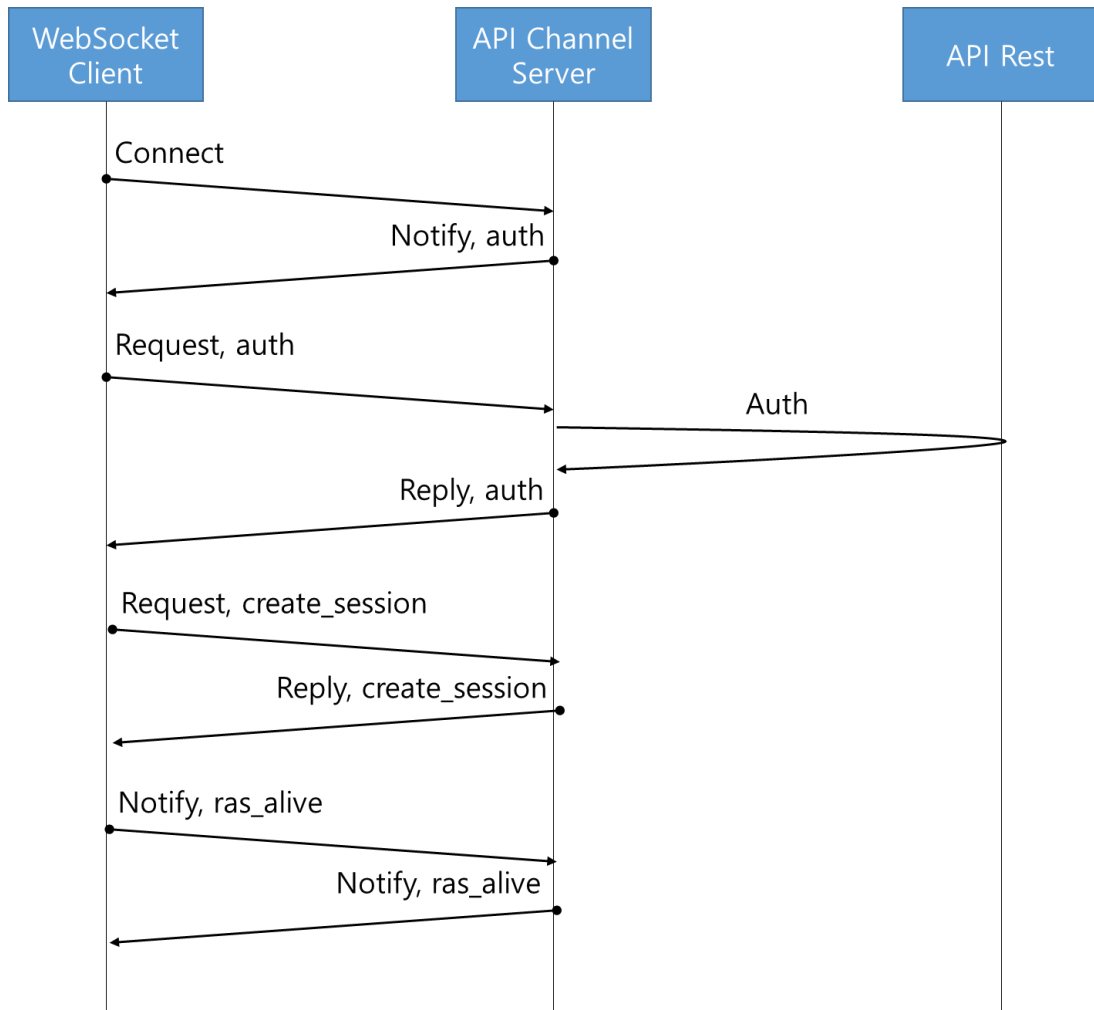 WebSocket
Client
API Channel
Server
API Rest
Connect
Notify, auth
Request, auth
Auth
Reply, auth
Request, create_session
Reply, create_session
Notify, ras_alive
Notify, ras_alive